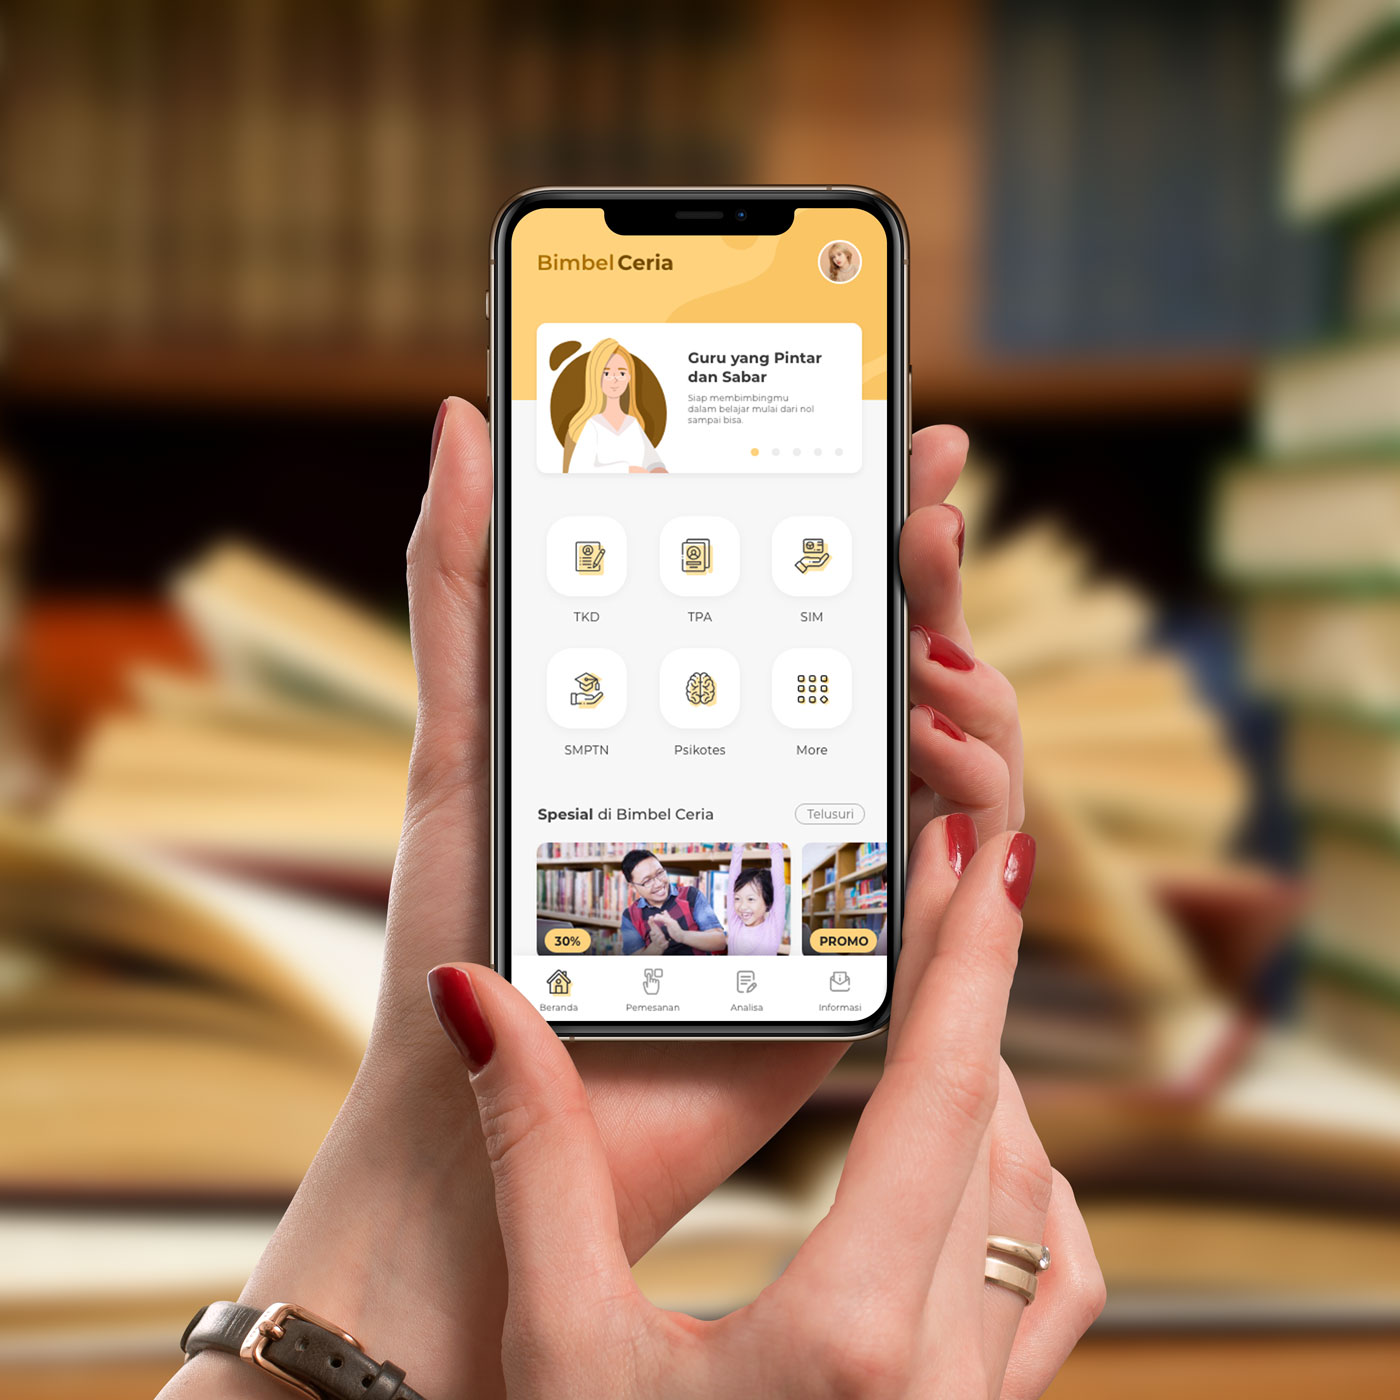 Bimbel Ceria
Guru yang Pintar
dan Sabar
Siap membimbingmu
dalam belajar mulai dari nol
sampai bisa.
TKD
TPA
SIM
SMPTN
Psikotes
More
Spesial di Bimbel Ceria
Telusuri
30%
PROMO
Beranda
Pemesanan
Analisa
Informasi